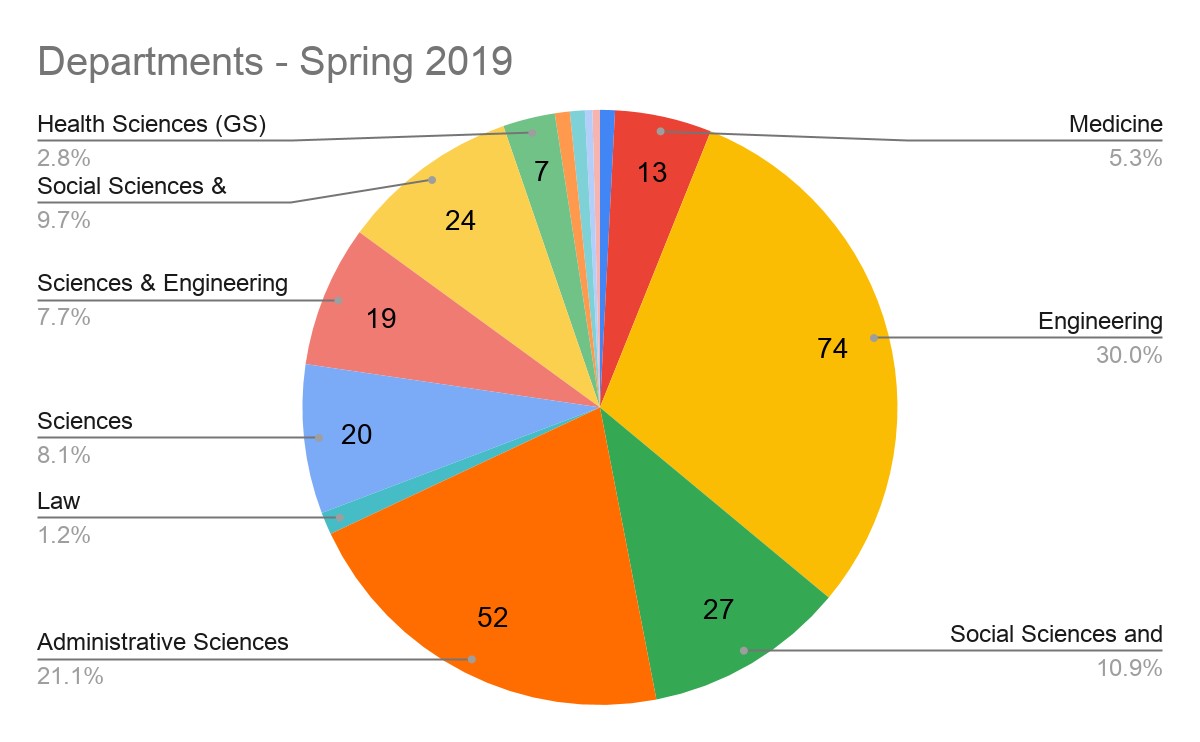 Departments - Spring 2019
Health Sciences (GS)
2.8%
Social Sciences &
9.7%
Sciences & Engineering
7.7%
Sciences
8.1%
Law
1.2%
Administrative Sciences
21.1%
Medicine
5.3%
Engineering
30.0%
Social Sciences and
10.9%
7
13
24
19
74
20
52
27